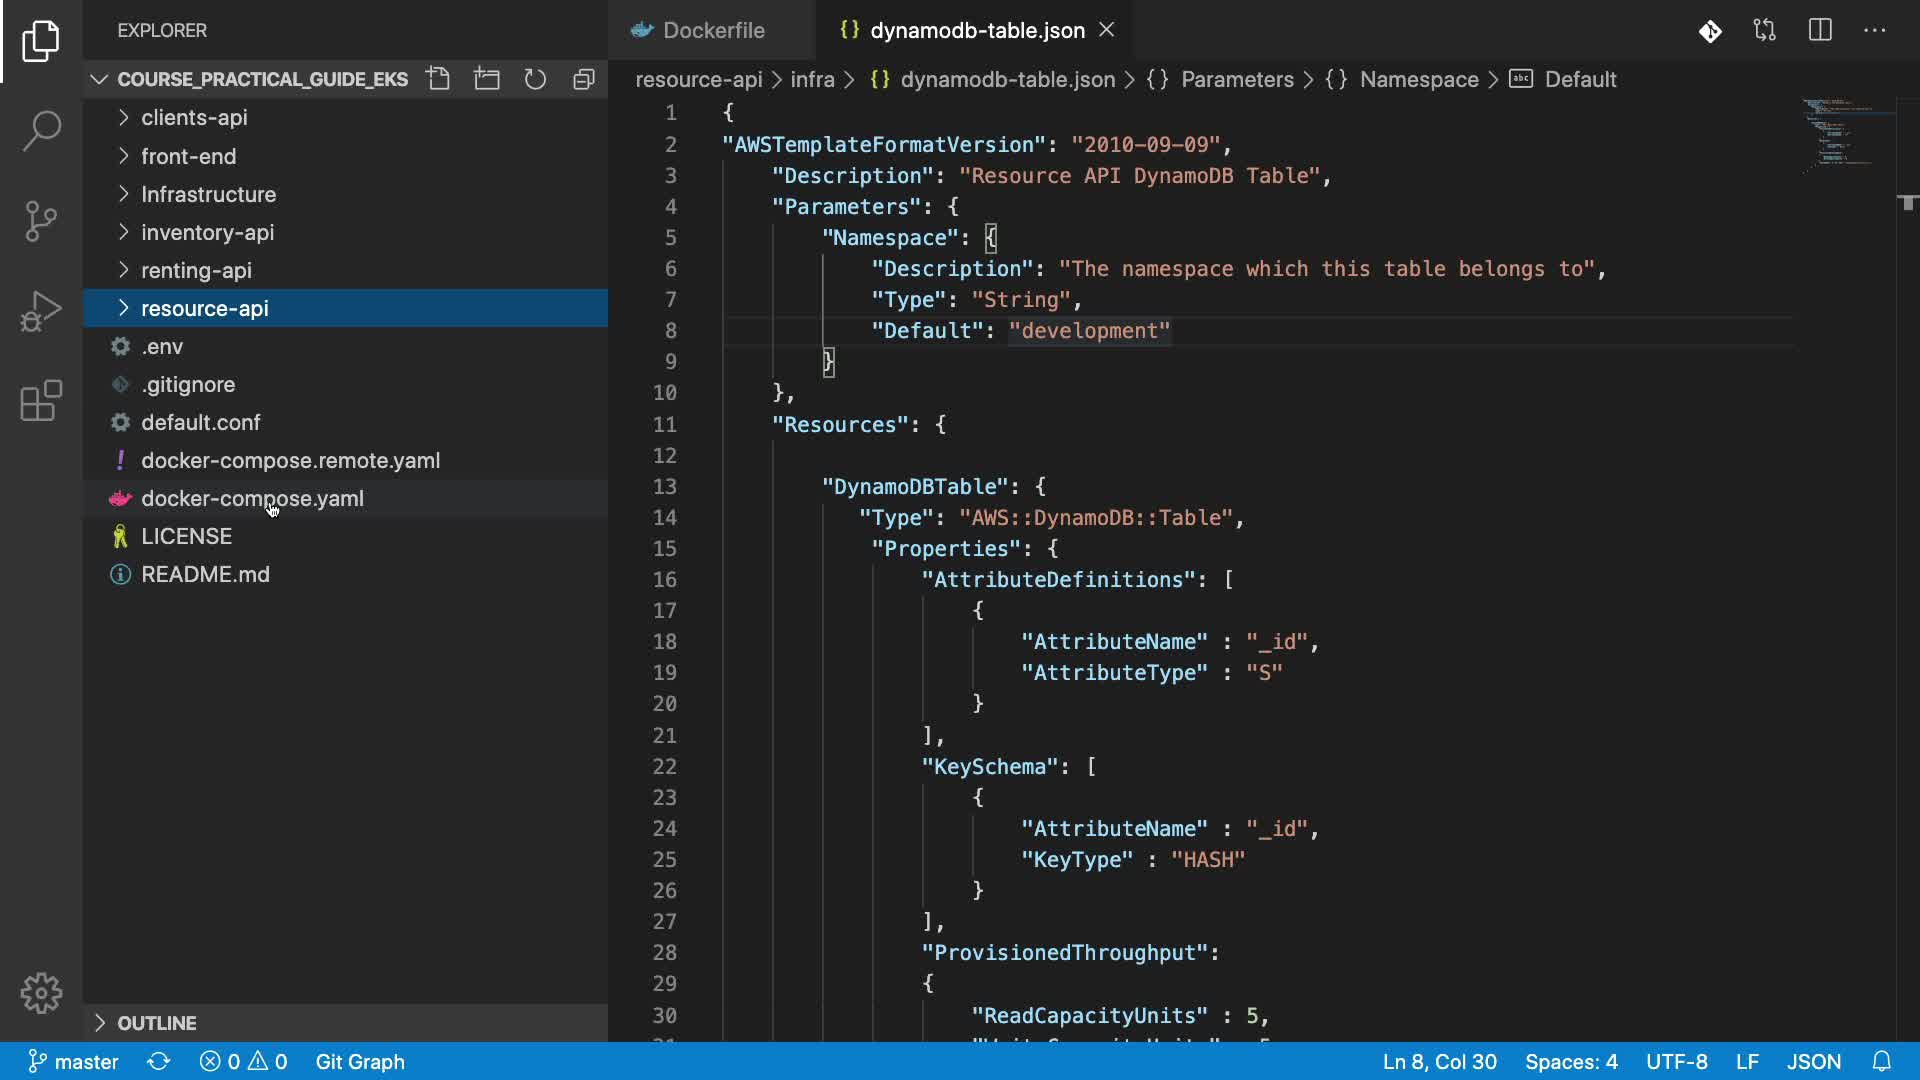 EXPLORER
COURSE_PRACTICAL_GUIDE_EKS
clients-api
front-end
Infrastructure
inventory-api
renting-api
resource-api
.env
.gitignore
default.conf
docker-compose.remote.yaml
docker-compose.yaml
LICENSE
README.md
OUTLINE
Dockerfile
{} dynamodb-table.json
resource-api > infra > {} dynamodb-table.json > {} Parameters > {} Namespace > abc Default
1 {
2 "AWSTemplateFormatVersion": "2010-09-09",
3 "Description": "Resource API DynamoDB Table",
4 "Parameters": {
5 "Namespace": {
6 "Description": "The namespace which this table belongs to",
7 "Type": "String",
8 "Default": "development"
9 }
10 },
11 "Resources": {
12
13 "DynamoDBTable": {
14 "Type": "AWS::DynamoDB::Table",
15 "Properties": {
16 "AttributeDefinitions": [
17 {
18 "AttributeName" : "_id",
19 "AttributeType" : "S"
20 }
21 ],
22 "KeySchema": [
23 {
24 "AttributeName" : "_id",
25 "KeyType" : "HASH"
26 }
27 ],
28 "ProvisionedThroughput":
29 {
30 "ReadCapacityUnits" : 5,
master 0 0 Git Graph
Ln 8, Col 30 Spaces: 4 UTF-8 LF JSON